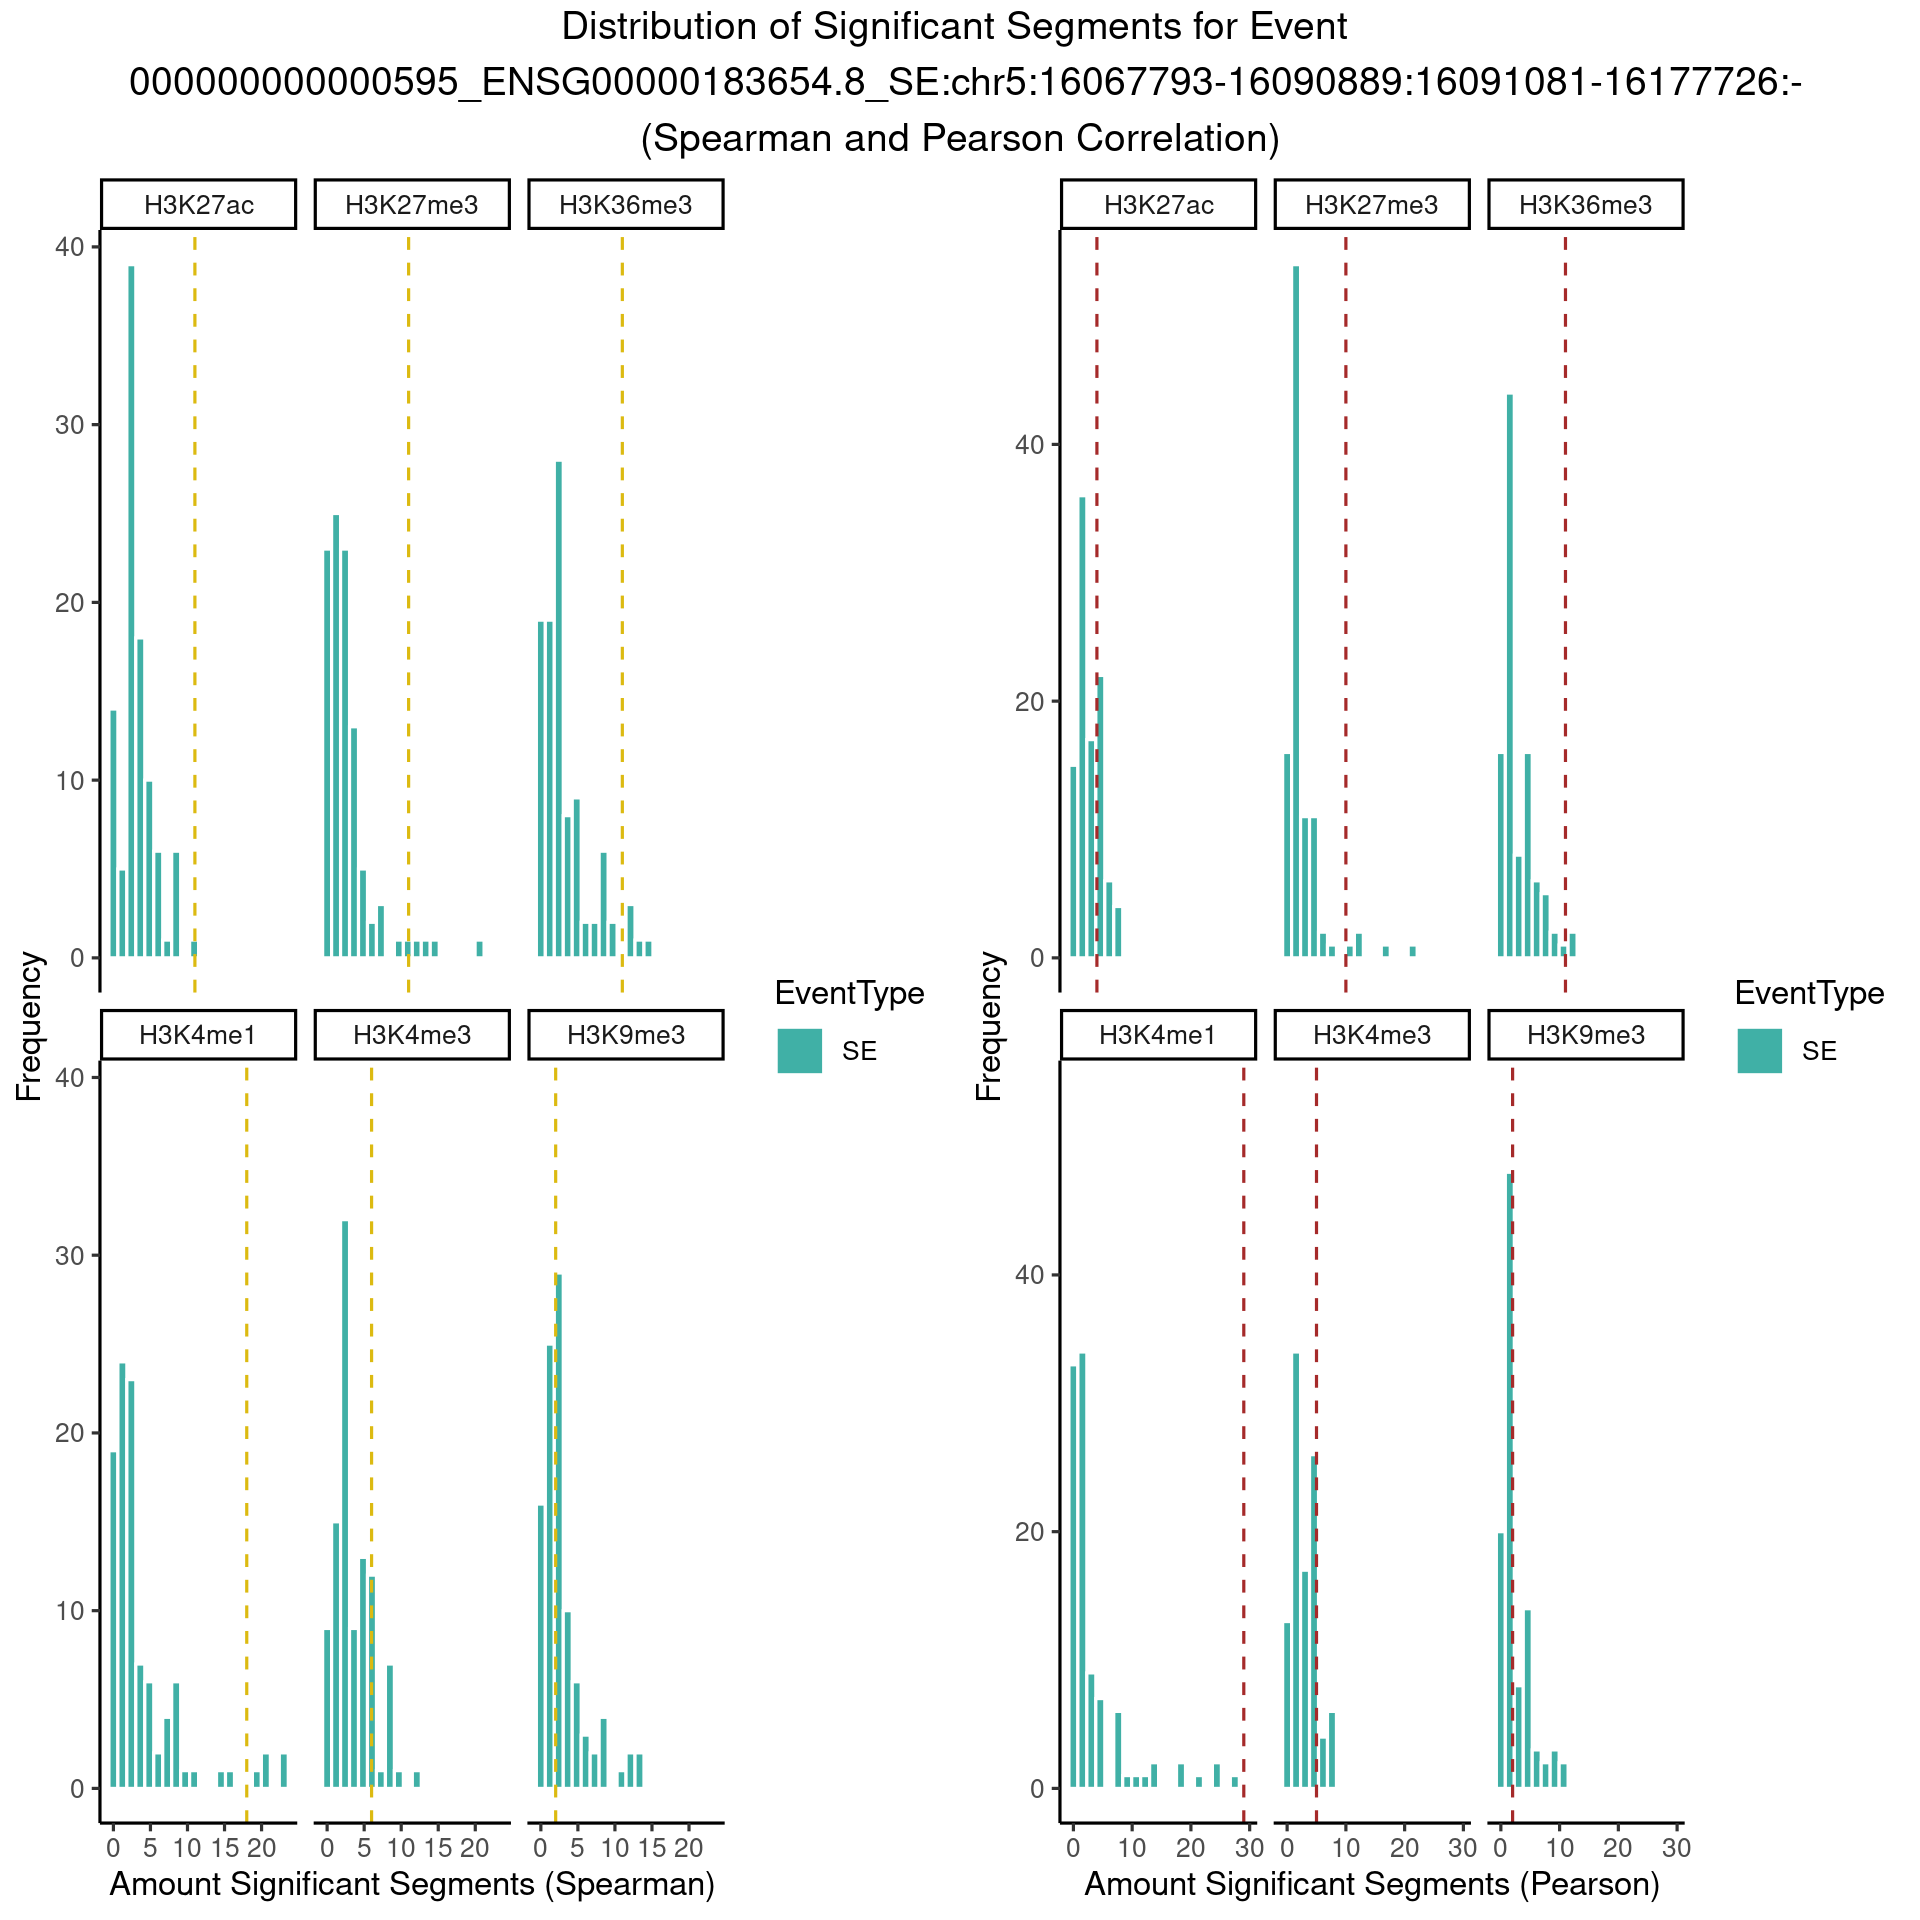 Distribution of Significant Segments for Event
000000000000595_ENSG00000183654.8_SE:chr5:16067793-16090889:16091081-16177726:-
(Spearman and Pearson Correlation)
H3K27ac H3K27me3 H3K36me3
40
30
20
10
0
H3K4me1 H3K4me3 H3K9me3
40
30
20
10
0
0 5 10 15 20 0 5 10 15 20 0 5 10 15 20
Amount Significant Segments (Spearman)
Frequency
EventType
SE
H3K27ac H3K27me3 H3K36me3
40
20
0
H3K4me1 H3K4me3 H3K9me3
40
20
0
0 10 20 30 0 10 20 30 0 10 20 30
Amount Significant Segments (Pearson)
Frequency
EventType
SE